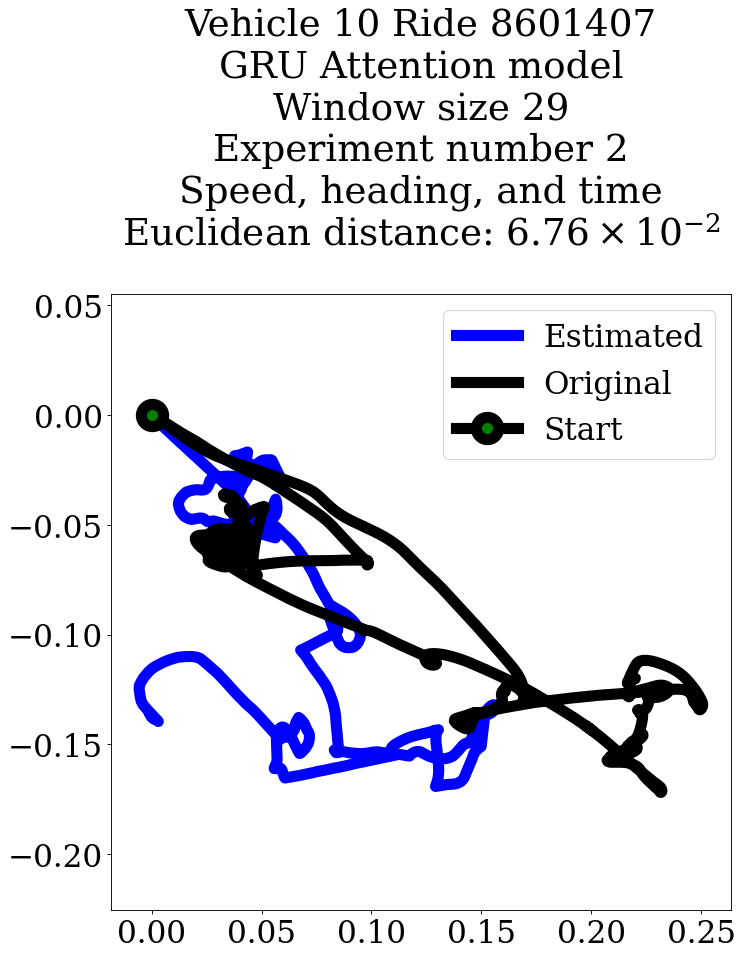 Vehicle 10 Ride 8601407
GRU Attention model
Window size 29
Experiment number 2
Speed, heading, and time
Euclidean distance: 6.76 × 10⁻²
Estimated
Original
Start
0.05
0.00
−0.05
−0.10
−0.15
−0.20
0.00 0.05 0.10 0.15 0.20 0.25